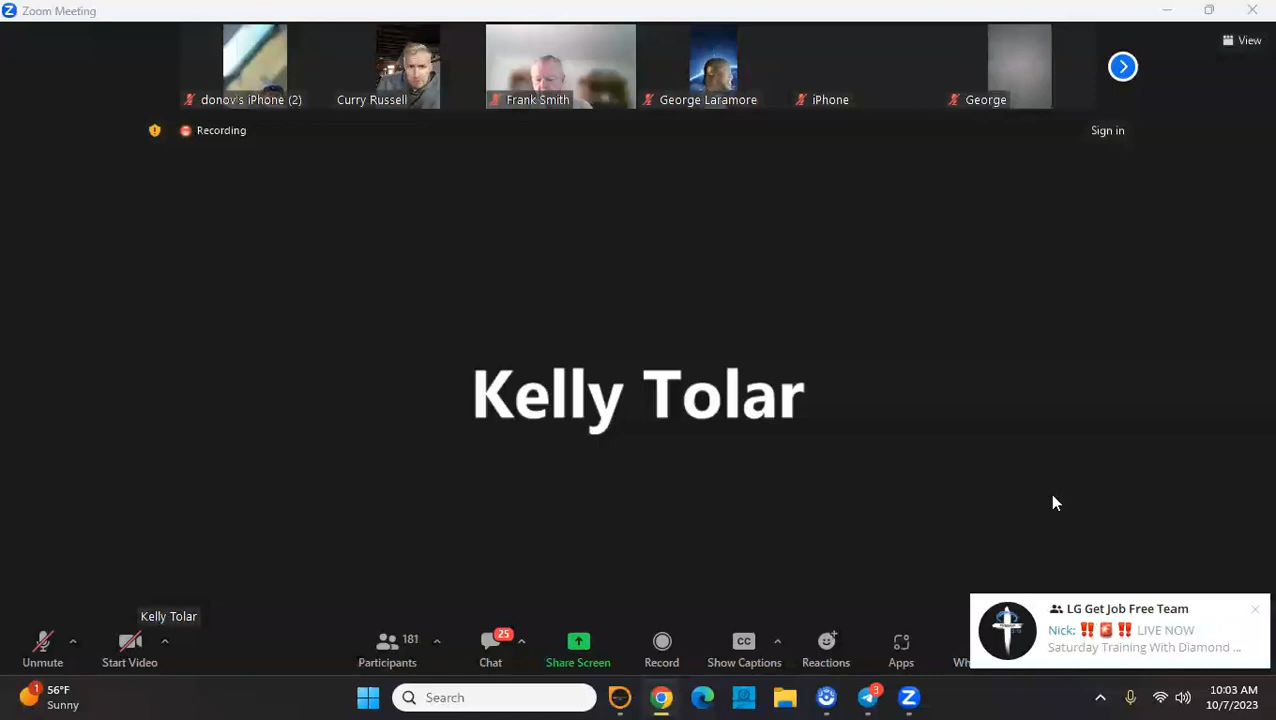 Zoom Meeting
View
donov's iPhone (2)
Curry Russell
Frank Smith
George Laramore
iPhone
George
Recording
Sign in
Kelly Tolar
Kelly Tolar
LG Get Job Free Team
Nick: ‼️🚨‼️ LIVE NOW
Saturday Training With Diamond ...
181
25
CC
Unmute
Start Video
Participants
Chat
Share Screen
Record
Show Captions
Reactions
Apps
Wh
1
56°F
Sunny
Search
3
10:03 AM
10/7/2023